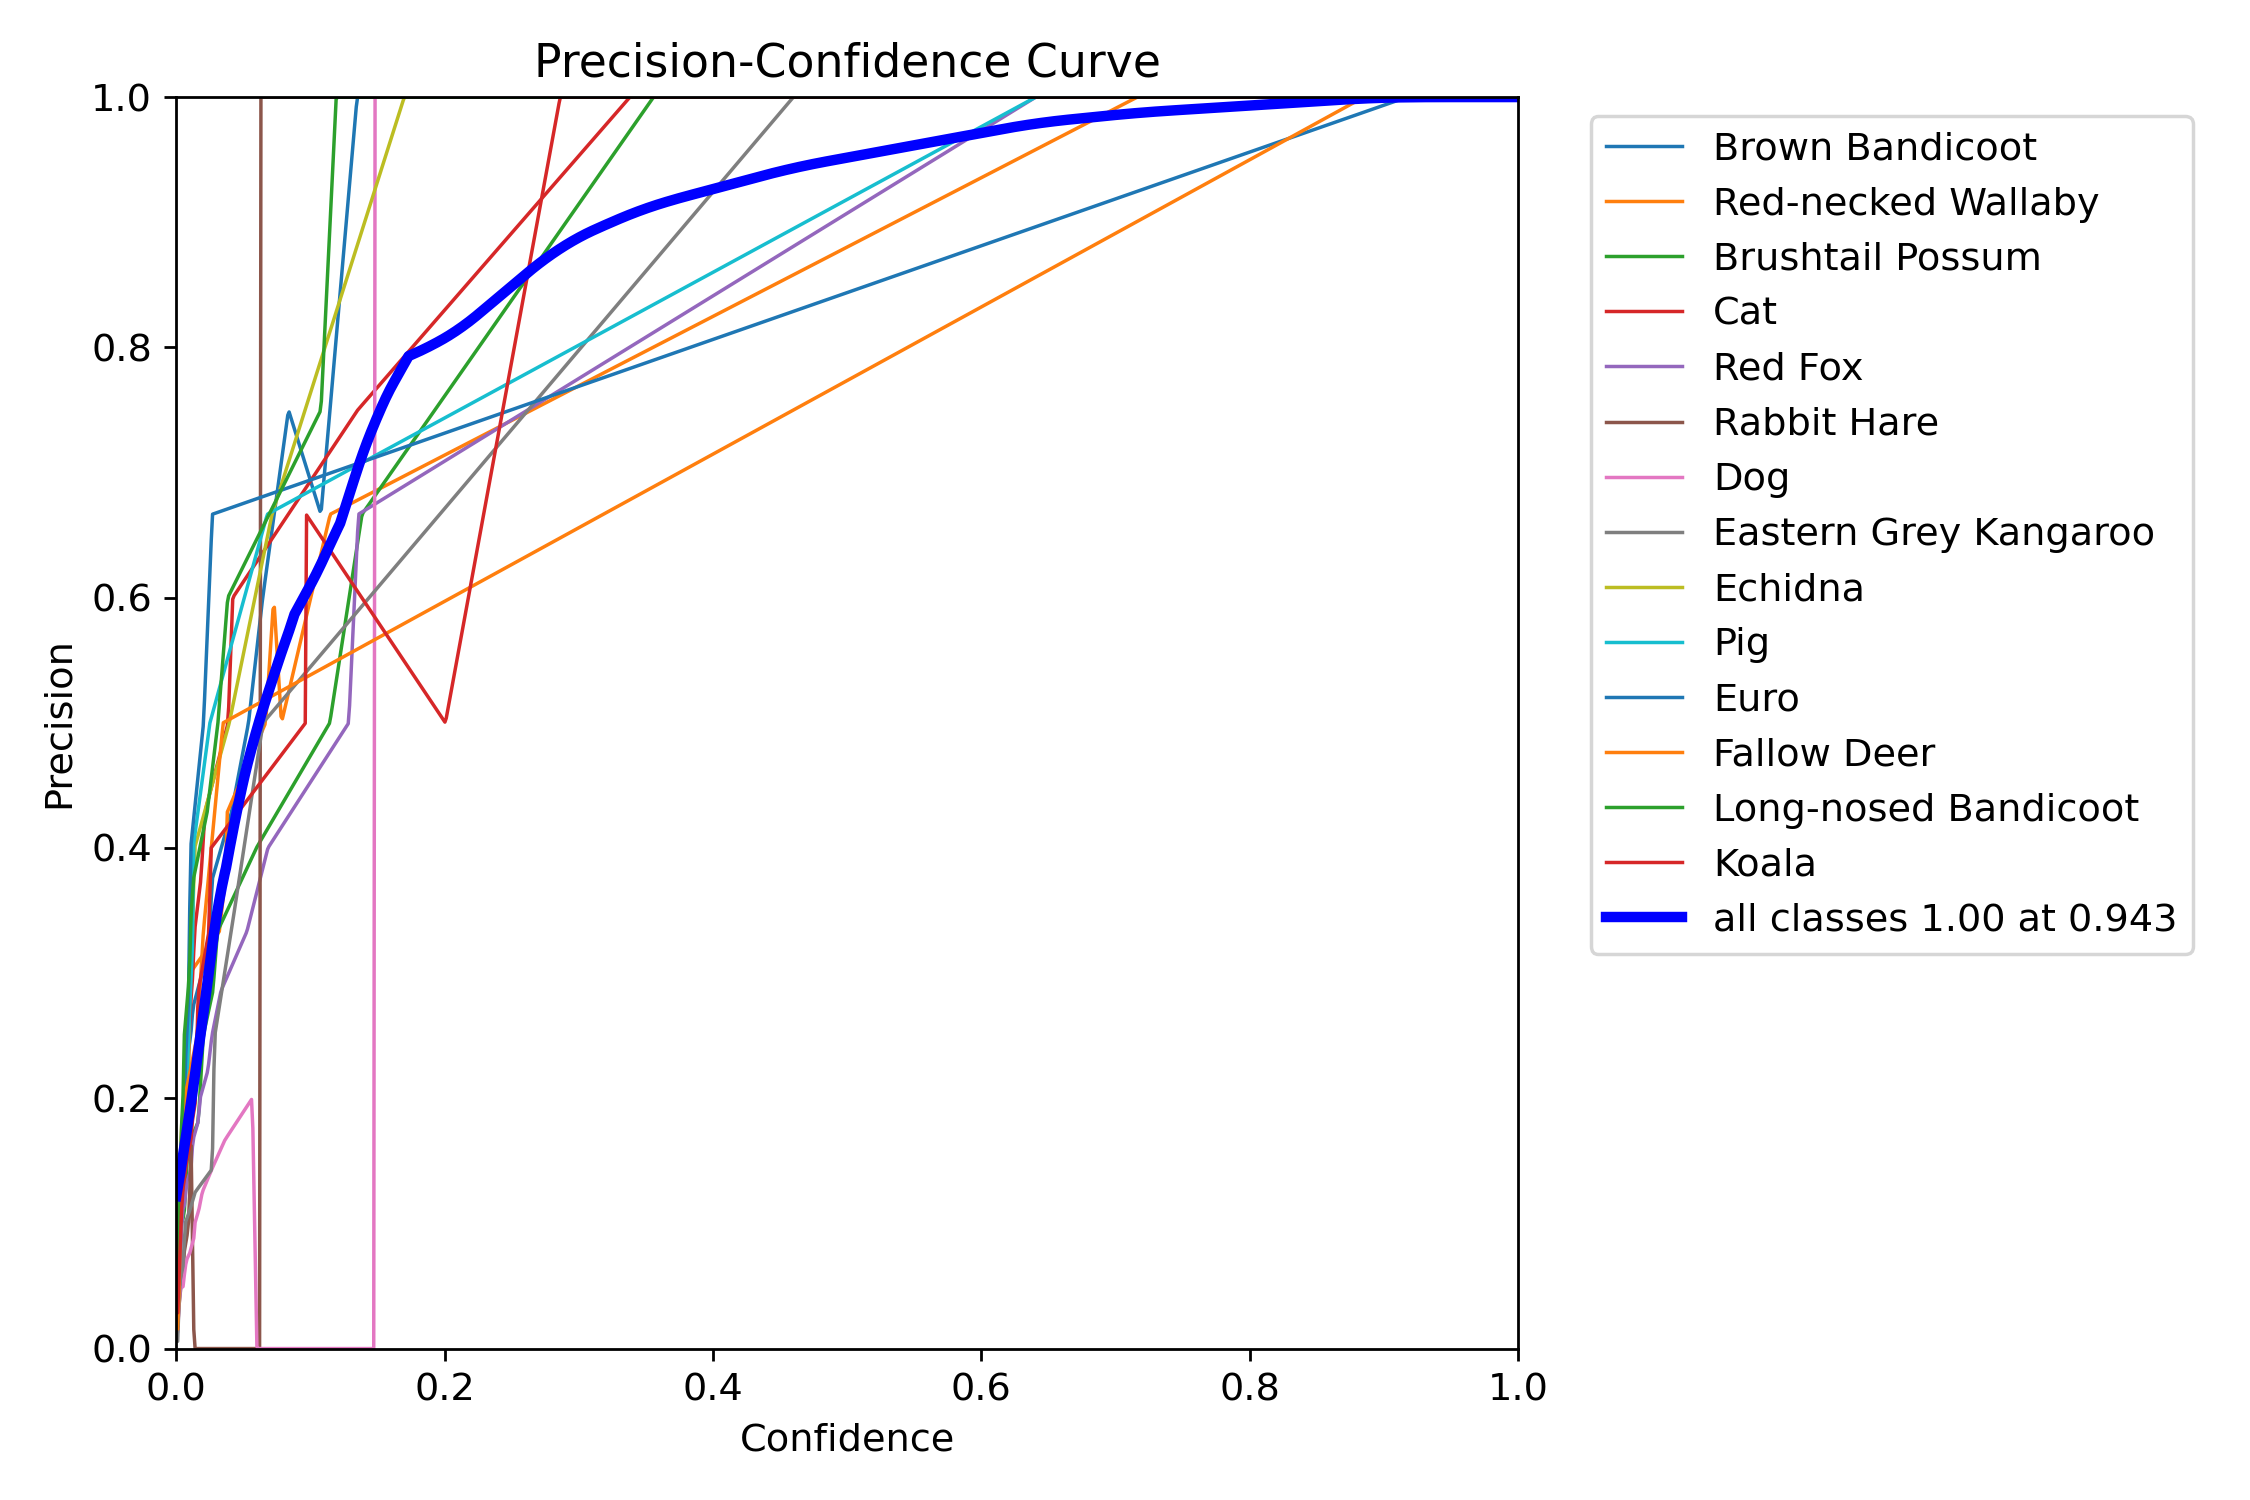 Precision-Confidence Curve
1.0
0.8
0.6
0.4
0.2
0.0
Precision
0.0 0.2 0.4 0.6 0.8 1.0
Confidence
Brown Bandicoot
Red-necked Wallaby
Brushtail Possum
Cat
Red Fox
Rabbit Hare
Dog
Eastern Grey Kangaroo
Echidna
Pig
Euro
Fallow Deer
Long-nosed Bandicoot
Koala
all classes 1.00 at 0.943